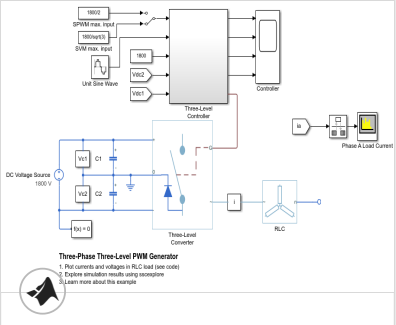 1800/2
SPWM max. input
1800/sqrt(3)
SVM max. input
Unit Sine Wave
1800
Vdc2
Vdc1
Three-Level
Controller
Controller
ia
Phase A Load Current
DC Voltage Source
1800 V
Vc1
C1
Vc2
C2
f(x) = 0
Three-Level
Converter
i
RLC
Three-Phase Three-Level PWM Generator
1. Plot currents and voltages in RLC load (see code)
2. Explore simulation results using sscexplore
3. Learn more about this example